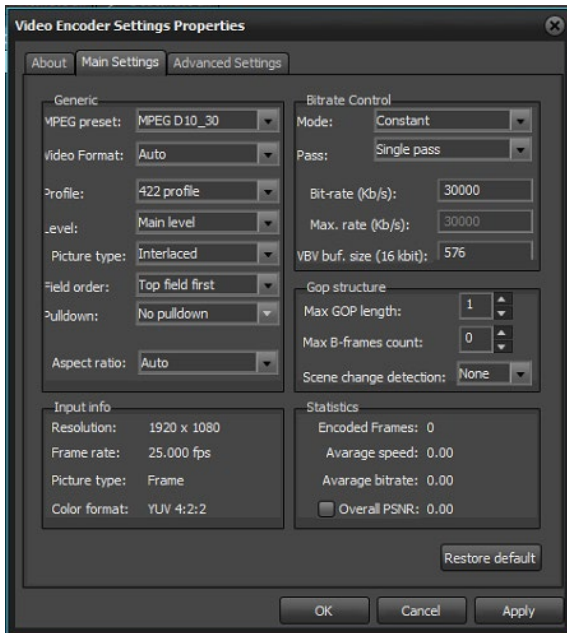 Video Encoder Settings Properties
About Main Settings Advanced Settings
Generic
MPEG preset: MPEG D10_30
Video Format: Auto
Profile: 422 profile
Level: Main level
Picture type: Interlaced
Field order: Top field first
Pulldown: No pulldown
Aspect ratio: Auto
Bitrate Control
Mode: Constant
Pass: Single pass
Bit-rate (Kb/s): 30000
Max. rate (Kb/s): 30000
VBV buf. size (16 kbit): 576
Gop structure
Max GOP length: 1
Max B-frames count: 0
Scene change detection: None
Input info
Resolution: 1920 x 1080
Frame rate: 25.000 fps
Picture type: Frame
Color format: YUV 4:2:2
Statistics
Encoded Frames: 0
Avarage speed: 0.00
Avarage bitrate: 0.00
Overall PSNR: 0.00
Restore default
OK Cancel Apply